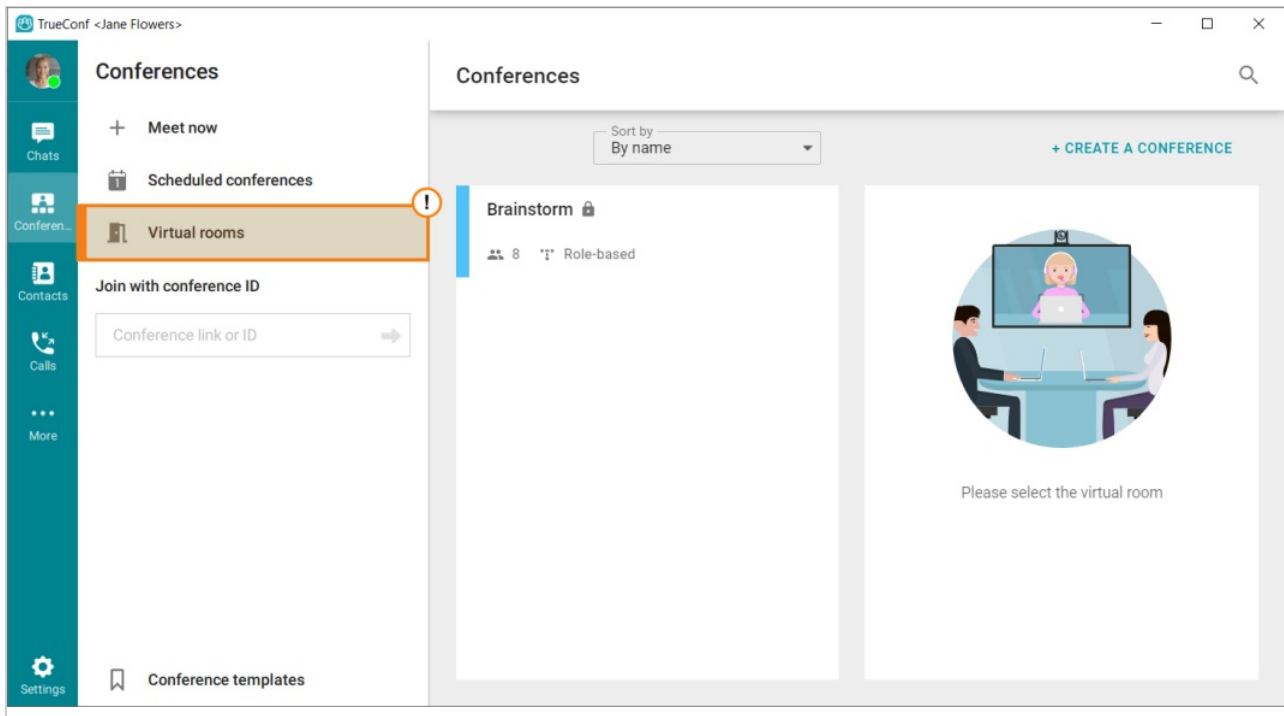 TrueConf <Jane Flowers>
Chats
Conferen...
Contacts
Calls
More
Settings
Conferences
Meet now
1
Scheduled conferences
!
Virtual rooms
Join with conference ID
Conference link or ID
Conference templates
Conferences
Sort by
By name
+ CREATE A CONFERENCE
Brainstorm
8 Role-based
Please select the virtual room